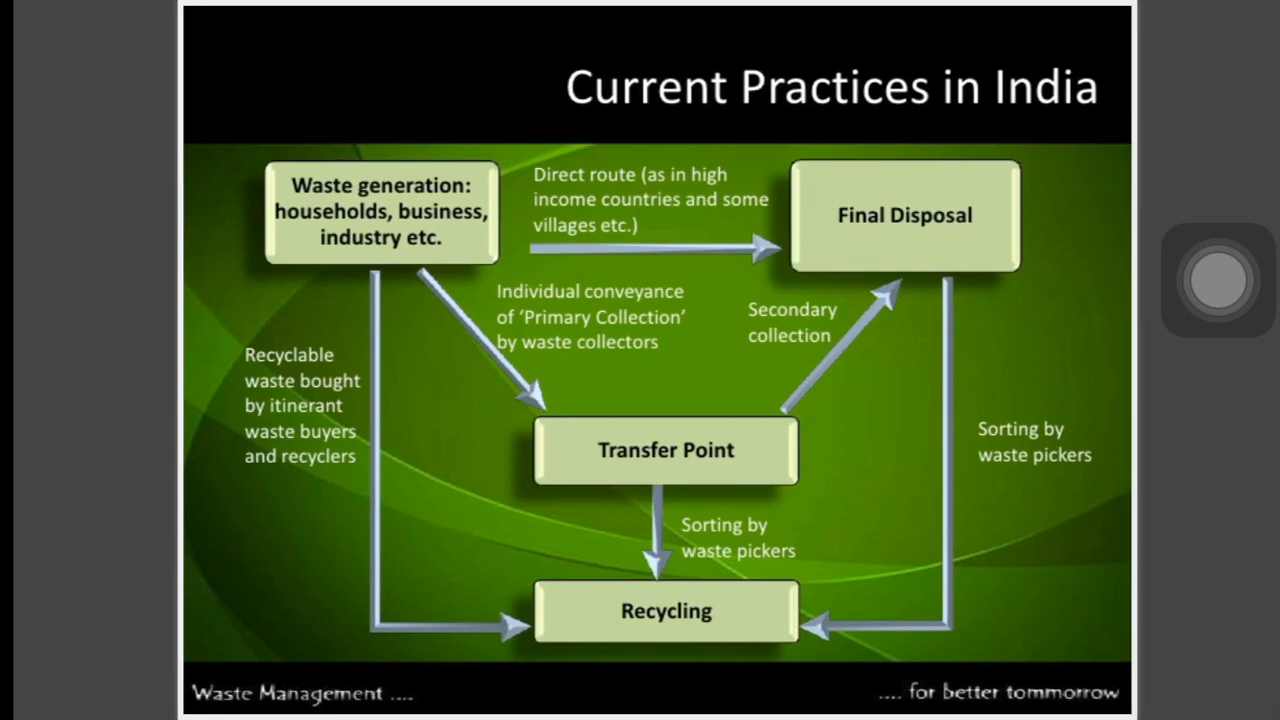 Current Practices in India
Waste generation:
households, business,
industry etc.
Direct route (as in high
income countries and some
villages etc.)
Final Disposal
Individual conveyance
of ‘Primary Collection’
by waste collectors
Secondary
collection
Recyclable
waste bought
by itinerant
waste buyers
and recyclers
Transfer Point
Sorting by
waste pickers
Sorting by
waste pickers
Recycling
Waste Management ....
.... for better tommorrow